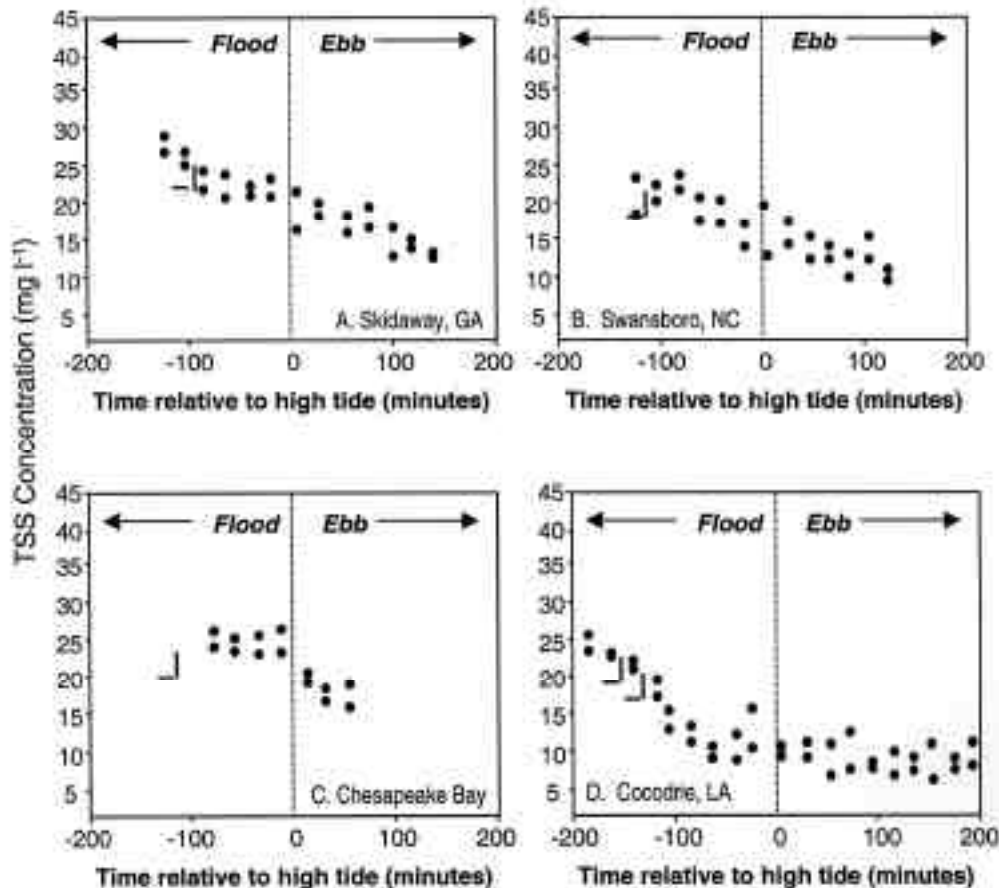 TSS Concentration (mg l⁻¹)
45
40
35
30
25
20
15
10
5
Flood Ebb
A. Skidaway, GA
-200 -100 0 100 200
Time relative to high tide (minutes)
45
40
35
30
25
20
15
10
5
Flood Ebb
B. Swansboro, NC
-200 -100 0 100 200
Time relative to high tide (minutes)
45
40
35
30
25
20
15
10
5
Flood Ebb
C. Chesapeake Bay
-200 -100 0 100 200
Time relative to high tide (minutes)
45
40
35
30
25
20
15
10
5
Flood Ebb
D. Cocodrie, LA
-200 -100 0 100 200
Time relative to high tide (minutes)